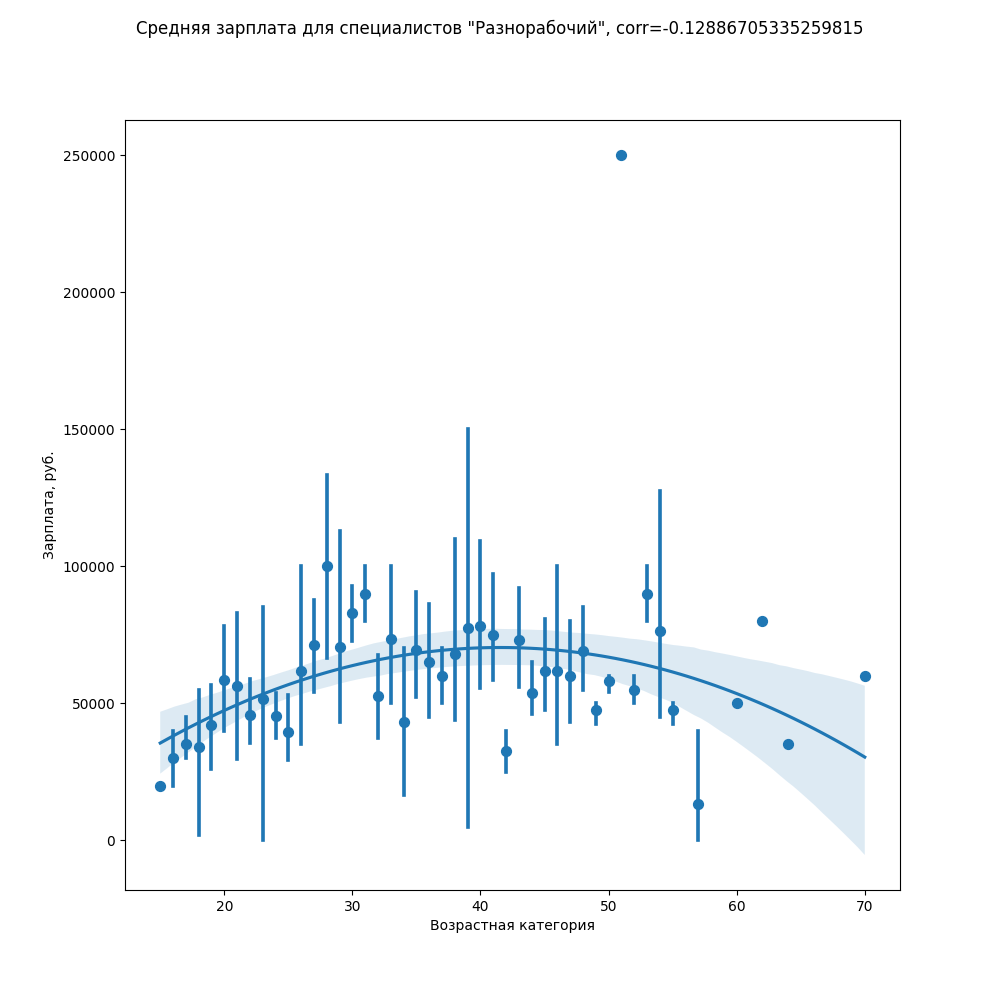 Средняя зарплата для специалистов "Разнорабочий", corr=-0.12886705335259815
250000
200000
150000
100000
50000
0
Зарплата, руб.
20 30 40 50 60 70
Возрастная категория